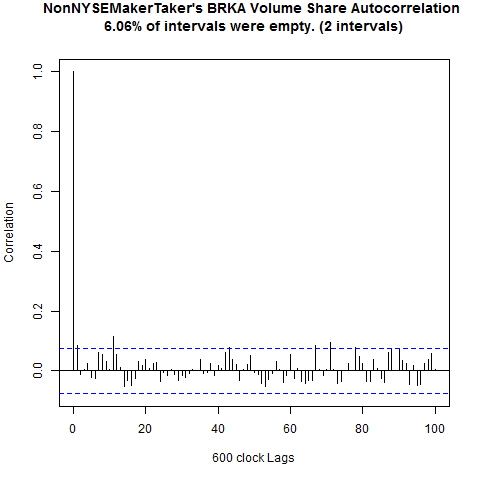 NonNYSEMakerTaker's BRKA Volume Share Autocorrelation
6.06% of intervals were empty. (2 intervals)
Correlation
1.0
0.8
0.6
0.4
0.2
0.0
0 20 40 60 80 100
600 clock Lags